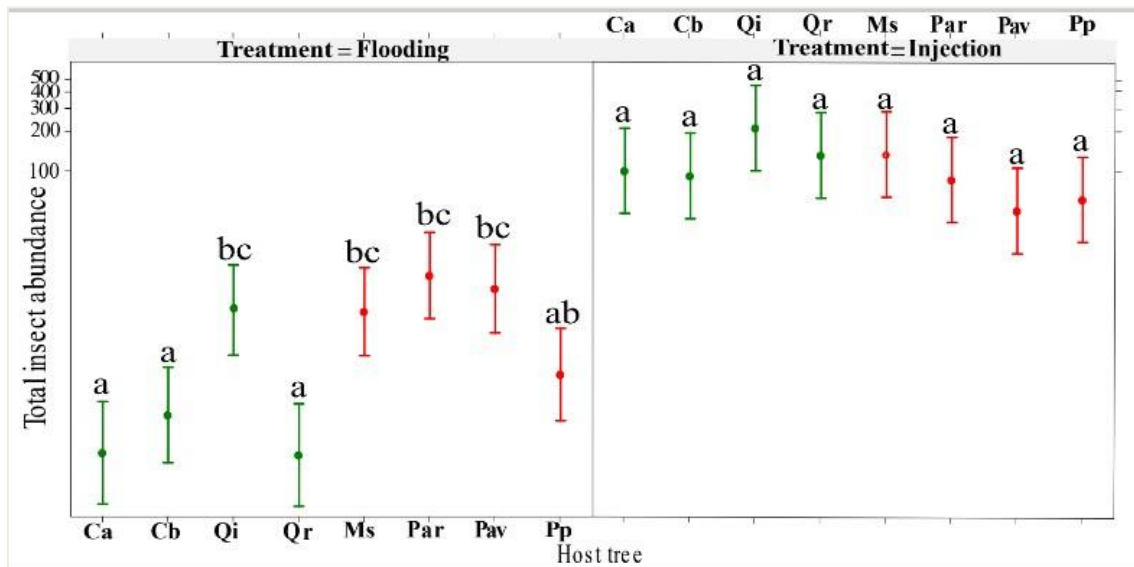 Ca Cb Qi Qr Ms Par Pav Pp
Treatment = Flooding Treatment = Injection
500
400
300
200
100
Total insect abundance
a a bc a bc bc bc ab
a a a a a a a a
Ca Cb Qi Qr Ms Par Pav Pp
Host tree